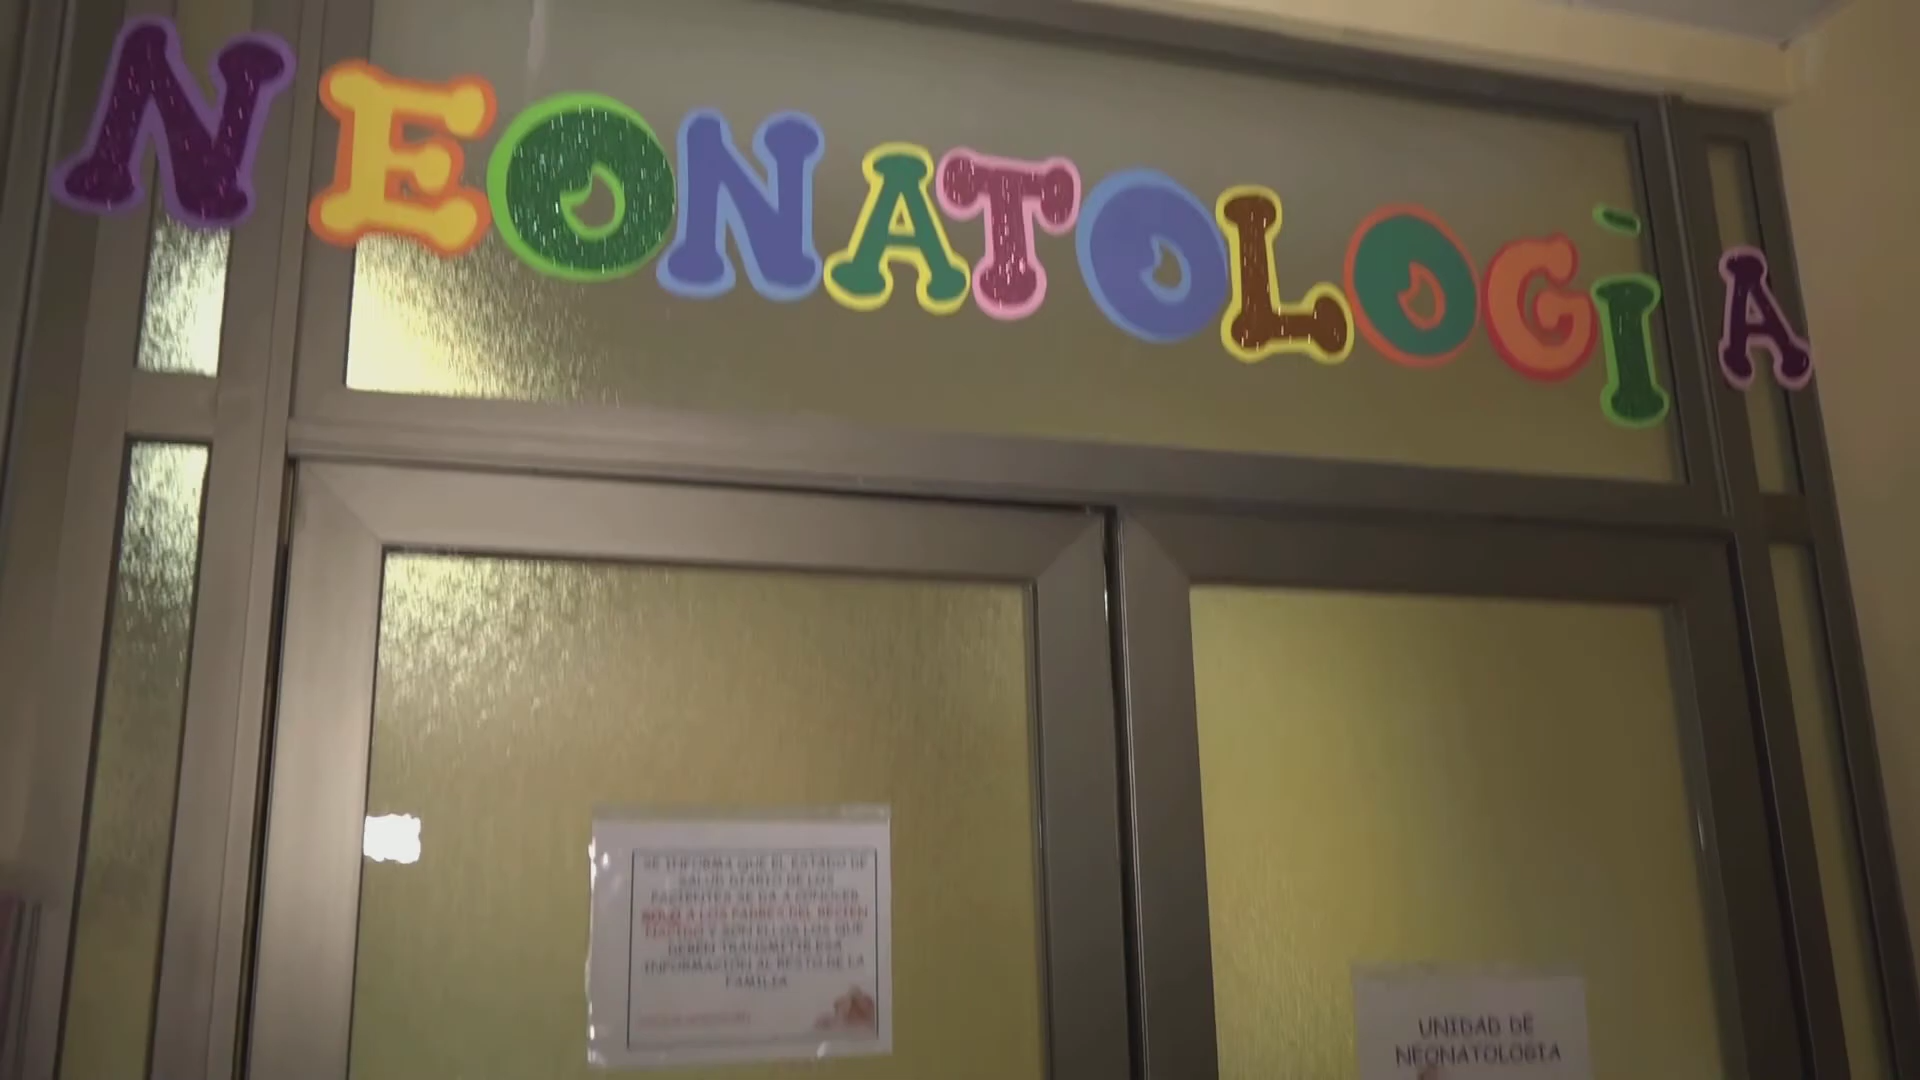 NEONATOLOGÍA
SE INFORMA QUE EL ESTADO DE
SALUD DIARIO DE LOS
PACIENTES SE DA A CONOCER
SOLO A LOS PADRES DEL RECIEN
NACIDO Y SON ELLOS LOS QUE
DEBEN TRANSMITIR ESA
INFORMACION AL RESTO DE LA
FAMILIA
UNIDAD DE
NEONATOLOGIA